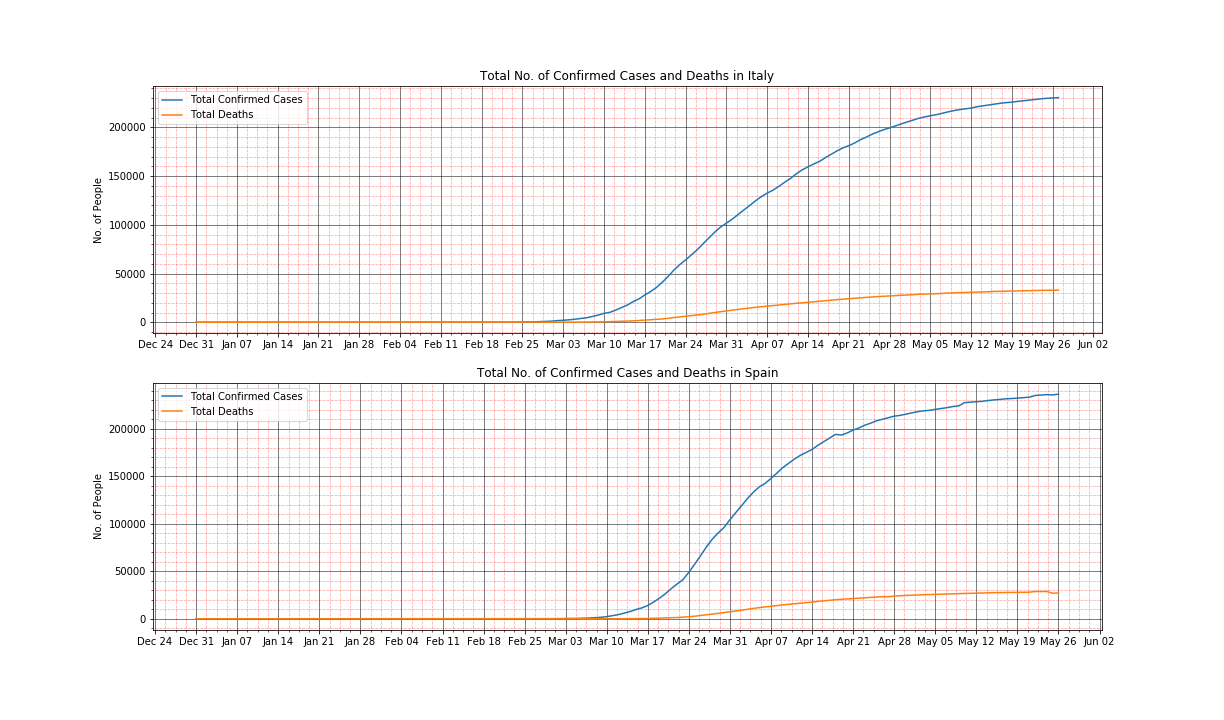 Total No. of Confirmed Cases and Deaths in Italy
Total Confirmed Cases
Total Deaths
200000
150000
100000
50000
0
No. of People
Dec 24 Dec 31 Jan 07 Jan 14 Jan 21 Jan 28 Feb 04 Feb 11 Feb 18 Feb 25 Mar 03 Mar 10 Mar 17 Mar 24 Mar 31 Apr 07 Apr 14 Apr 21 Apr 28 May 05 May 12 May 19 May 26 Jun 02
Total No. of Confirmed Cases and Deaths in Spain
Total Confirmed Cases
Total Deaths
200000
150000
100000
50000
0
No. of People
Dec 24 Dec 31 Jan 07 Jan 14 Jan 21 Jan 28 Feb 04 Feb 11 Feb 18 Feb 25 Mar 03 Mar 10 Mar 17 Mar 24 Mar 31 Apr 07 Apr 14 Apr 21 Apr 28 May 05 May 12 May 19 May 26 Jun 02